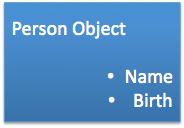 Person Object
• Name
• Birth